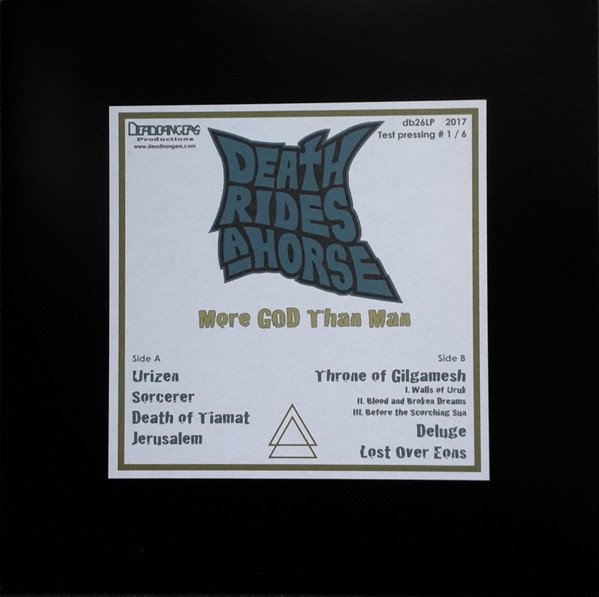 DEADBANGERS
Productions
www.deadbangers.com
db26LP 2017
Test pressing # 1 / 6
DEATH
RIDES
A HORSE
More GOD Than Man
Side A
Urizen
Sorcerer
Death of Tiamat
Jerusalem
Side B
Throne of Gilgamesh
I. Walls of Uruk
II. Blood and Broken Dreams
III. Before the Scorching Sun
Deluge
Lost Over Eons